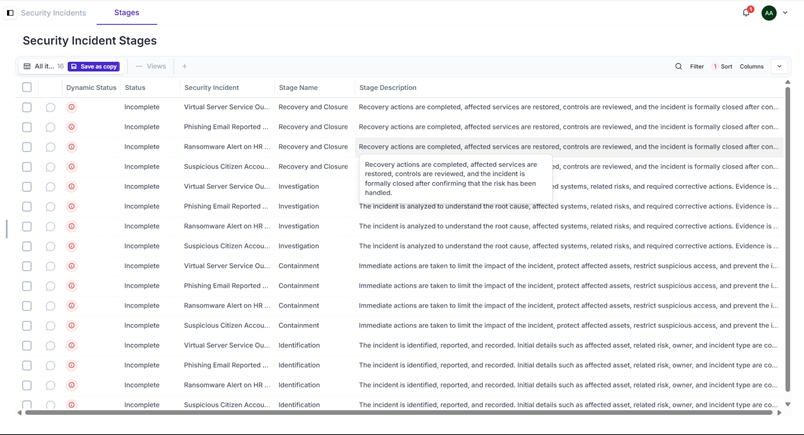 Security Incidents
Stages
1
AA
Security Incident Stages
All it... 16 Save as copy Views +
Filter 1 Sort Columns
Dynamic Status Status Security Incident Stage Name Stage Description
Incomplete Virtual Server Service Ou... Recovery and Closure Recovery actions are completed, affected services are restored, controls are reviewed, and the incident is formally closed after con...
Incomplete Phishing Email Reported ... Recovery and Closure Recovery actions are completed, affected services are restored, controls are reviewed, and the incident is formally closed after con...
Incomplete Ransomware Alert on HR ... Recovery and Closure Recovery actions are completed, affected services are restored, controls are reviewed, and the incident is formally closed after con...
Incomplete Suspicious Citizen Accou... Recovery and Closure d, controls are reviewed, and the incident is formally closed after con...
Recovery actions are completed, affected services are
restored, controls are reviewed, and the incident is
formally closed after confirming that the risk has been
handled.
Incomplete Virtual Server Service Ou... Investigation ed systems, related risks, and required corrective actions. Evidence is ...
Incomplete Phishing Email Reported ... Investigation The incident is analyzed to understand the root cause, affected systems, related risks, and required corrective actions. Evidence is ...
Incomplete Ransomware Alert on HR ... Investigation The incident is analyzed to understand the root cause, affected systems, related risks, and required corrective actions. Evidence is ...
Incomplete Suspicious Citizen Accou... Investigation The incident is analyzed to understand the root cause, affected systems, related risks, and required corrective actions. Evidence is ...
Incomplete Virtual Server Service Ou... Containment Immediate actions are taken to limit the impact of the incident, protect affected assets, restrict suspicious access, and prevent the i...
Incomplete Phishing Email Reported ... Containment Immediate actions are taken to limit the impact of the incident, protect affected assets, restrict suspicious access, and prevent the i...
Incomplete Ransomware Alert on HR ... Containment Immediate actions are taken to limit the impact of the incident, protect affected assets, restrict suspicious access, and prevent the i...
Incomplete Suspicious Citizen Accou... Containment Immediate actions are taken to limit the impact of the incident, protect affected assets, restrict suspicious access, and prevent the i...
Incomplete Virtual Server Service Ou... Identification The incident is identified, reported, and recorded. Initial details such as affected asset, related risk, owner, and incident type are co...
Incomplete Phishing Email Reported ... Identification The incident is identified, reported, and recorded. Initial details such as affected asset, related risk, owner, and incident type are co...
Incomplete Ransomware Alert on HR ... Identification The incident is identified, reported, and recorded. Initial details such as affected asset, related risk, owner, and incident type are co...
Incomplete Suspicious Citizen Accou... Identification The incident is identified, reported, and recorded. Initial details such as affected asset, related risk, owner, and incident type are co...